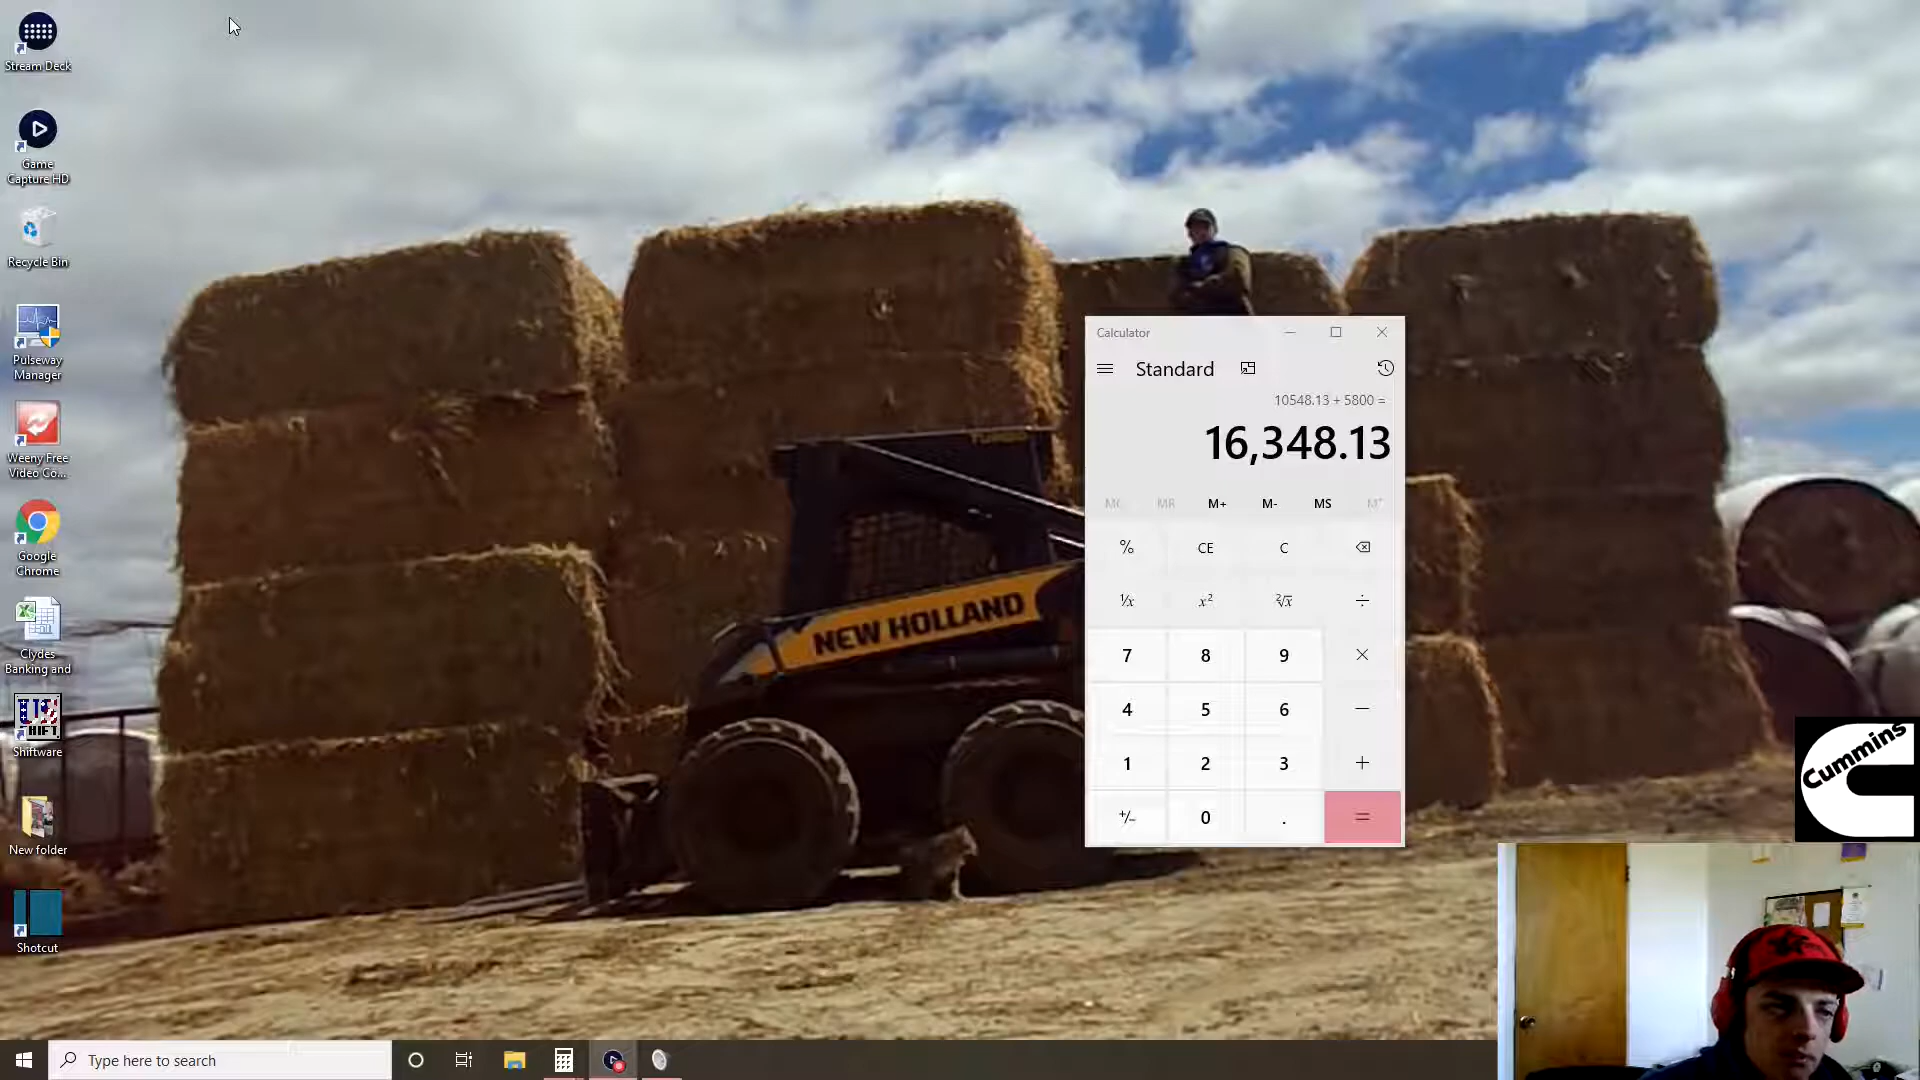 Stream Deck
Game
Capture HD
Recycle Bin
Pulseway
Manager
Weeny Free
Video Co...
Google
Chrome
Clydes
Banking and
Shiftware
New folder
Shotcut
TURBO
NEW HOLLAND
Calculator
Standard
10548.13 + 5800 =
16,348.13
MC MR M+ M- MS M˅
% CE C
¹/x x² ²√x ÷
7 8 9 ×
4 5 6 −
1 2 3 +
+/− 0 . =
Cummins
Type here to search